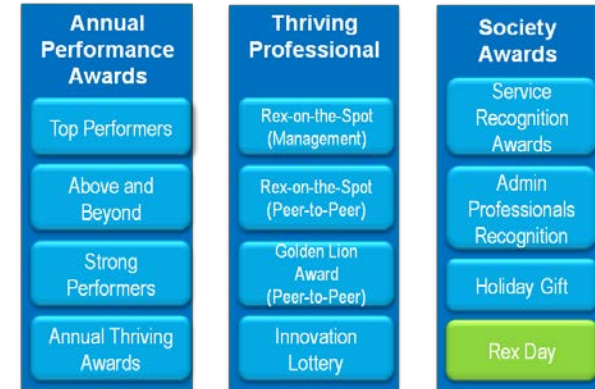 Annual
Performance
Awards
Top Performers
Above and
Beyond
Strong
Performers
Annual Thriving
Awards
Thriving
Professional
Rex-on-the-Spot
(Management)
Rex-on-the-Spot
(Peer-to-Peer)
Golden Lion
Award
(Peer-to-Peer)
Innovation
Lottery
Society
Awards
Service
Recognition
Awards
Admin
Professionals
Recognition
Holiday Gift
Rex Day